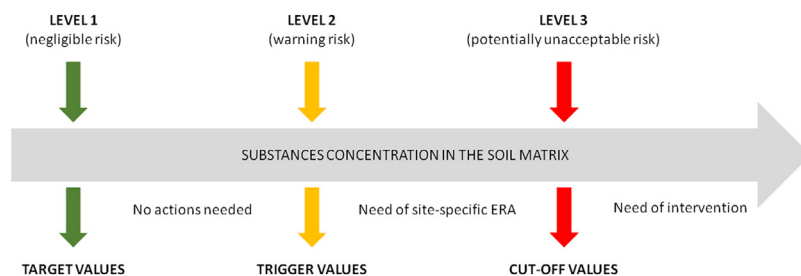 LEVEL 1
(negligible risk)
LEVEL 2
(warning risk)
LEVEL 3
(potentially unacceptable risk)
SUBSTANCES CONCENTRATION IN THE SOIL MATRIX
No actions needed
Need of site-specific ERA
Need of intervention
TARGET VALUES
TRIGGER VALUES
CUT-OFF VALUES